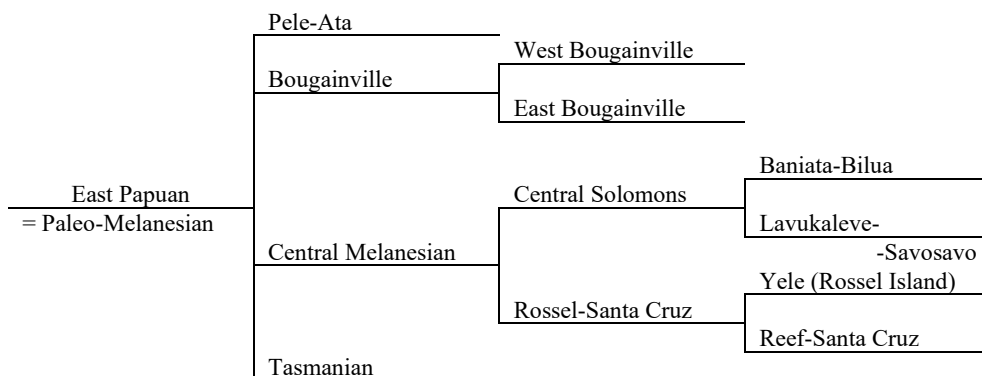 Pele-Ata
West Bougainville
Bougainville
East Bougainville
Baniata-Bilua
East Papuan
Central Solomons
= Paleo-Melanesian
Lavukaleve-
Central Melanesian
-Savosavo
Yele (Rossel Island)
Rossel-Santa Cruz
Reef-Santa Cruz
Tasmanian